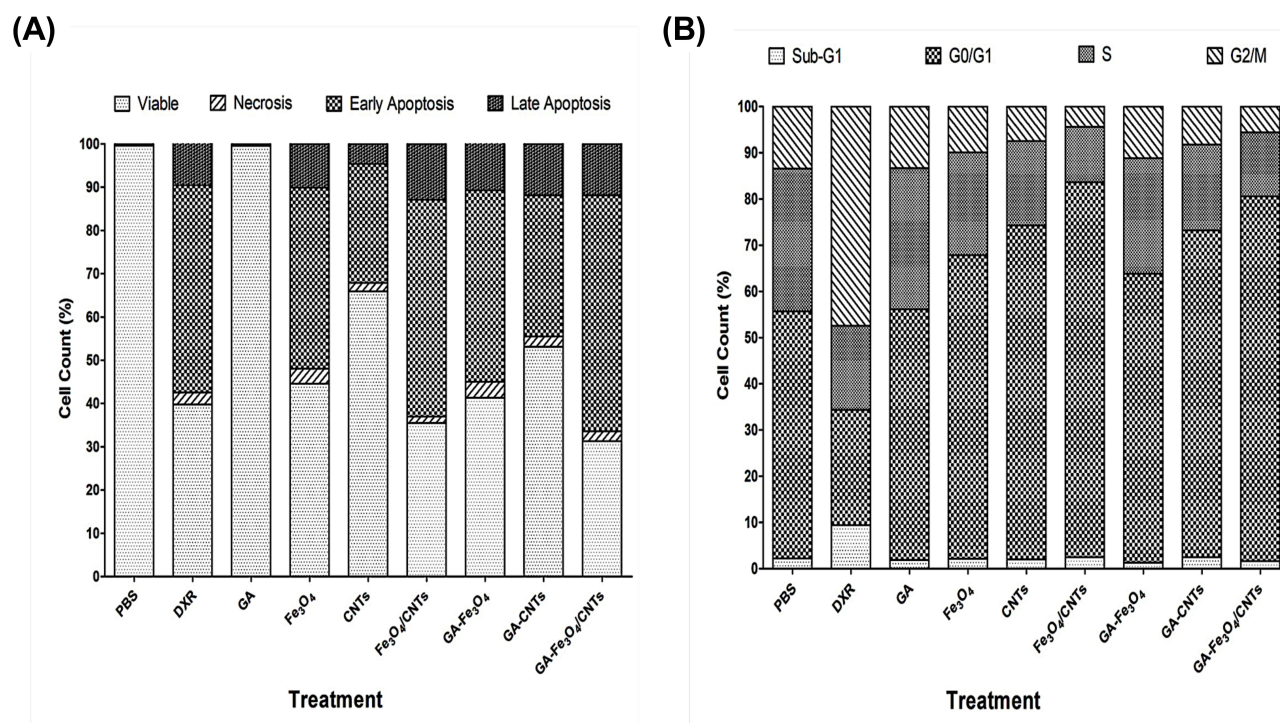 (A)
Viable Necrosis Early Apoptosis Late Apoptosis
Cell Count (%)
100
90
80
70
60
50
40
30
20
10
0
PBS DXR GA Fe₃O₄ CNTs Fe₃O₄/CNTs GA-Fe₃O₄ GA-CNTs GA-Fe₃O₄/CNTs
Treatment
(B)
Sub-G1 G0/G1 S G2/M
Cell Count (%)
100
90
80
70
60
50
40
30
20
10
0
PBS DXR GA Fe₃O₄ CNTs Fe₃O₄/CNTs GA-Fe₃O₄ GA-CNTs GA-Fe₃O₄/CNTs
Treatment